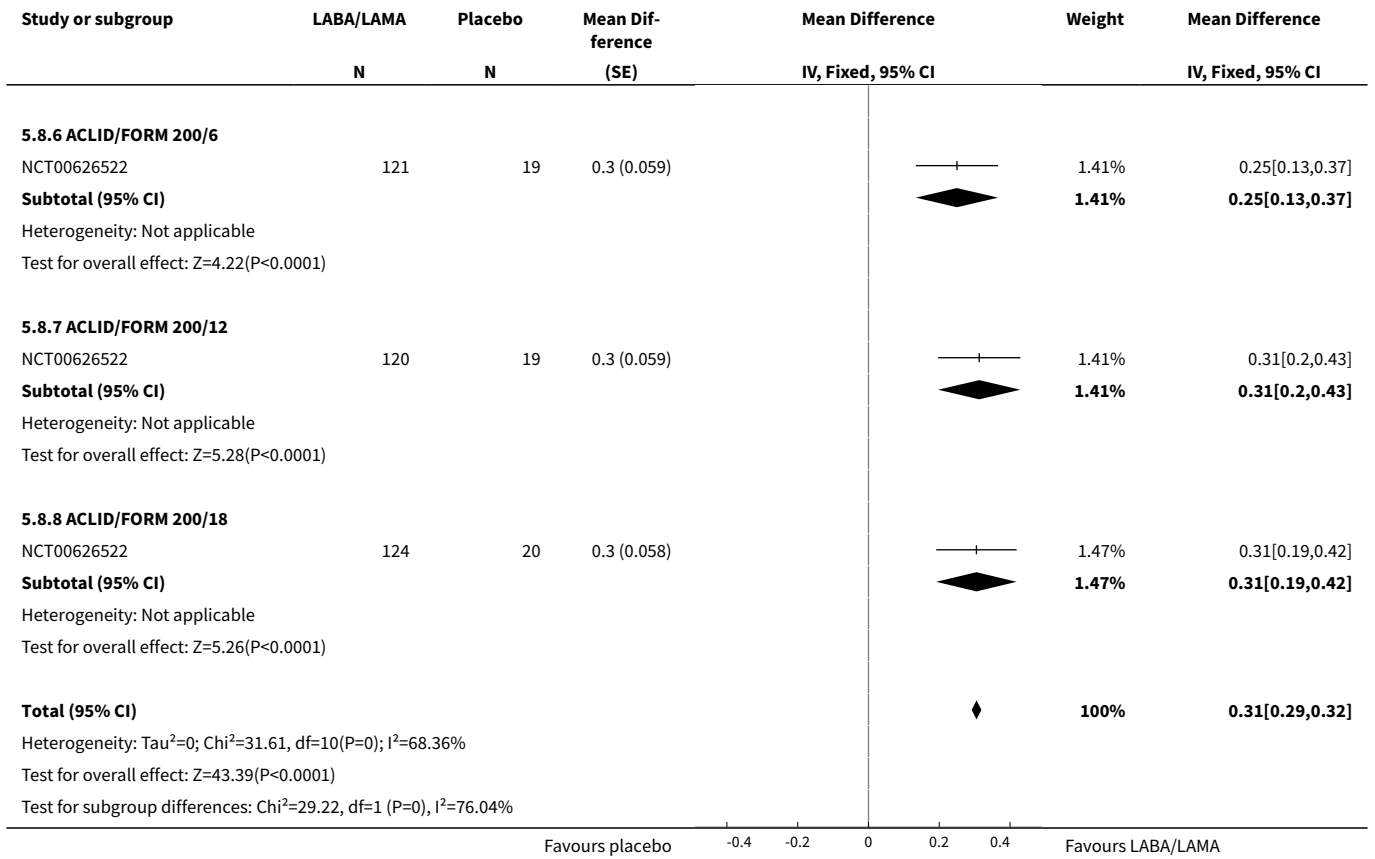 Study or subgroup LABA/LAMA Placebo Mean Dif- Mean Difference Weight Mean Difference
ference
N N (SE) IV, Fixed, 95% CI IV, Fixed, 95% CI
5.8.6 ACLID/FORM 200/6
NCT00626522 121 19 0.3 (0.059) 1.41% 0.25[0.13,0.37]
Subtotal (95% CI) 1.41% 0.25[0.13,0.37]
Heterogeneity: Not applicable
Test for overall effect: Z=4.22(P<0.0001)
5.8.7 ACLID/FORM 200/12
NCT00626522 120 19 0.3 (0.059) 1.41% 0.31[0.2,0.43]
Subtotal (95% CI) 1.41% 0.31[0.2,0.43]
Heterogeneity: Not applicable
Test for overall effect: Z=5.28(P<0.0001)
5.8.8 ACLID/FORM 200/18
NCT00626522 124 20 0.3 (0.058) 1.47% 0.31[0.19,0.42]
Subtotal (95% CI) 1.47% 0.31[0.19,0.42]
Heterogeneity: Not applicable
Test for overall effect: Z=5.26(P<0.0001)
Total (95% CI) 100% 0.31[0.29,0.32]
Heterogeneity: Tau²=0; Chi²=31.61, df=10(P=0); I²=68.36%
Test for overall effect: Z=43.39(P<0.0001)
Test for subgroup differences: Chi²=29.22, df=1 (P=0), I²=76.04%
Favours placebo -0.4 -0.2 0 0.2 0.4 Favours LABA/LAMA